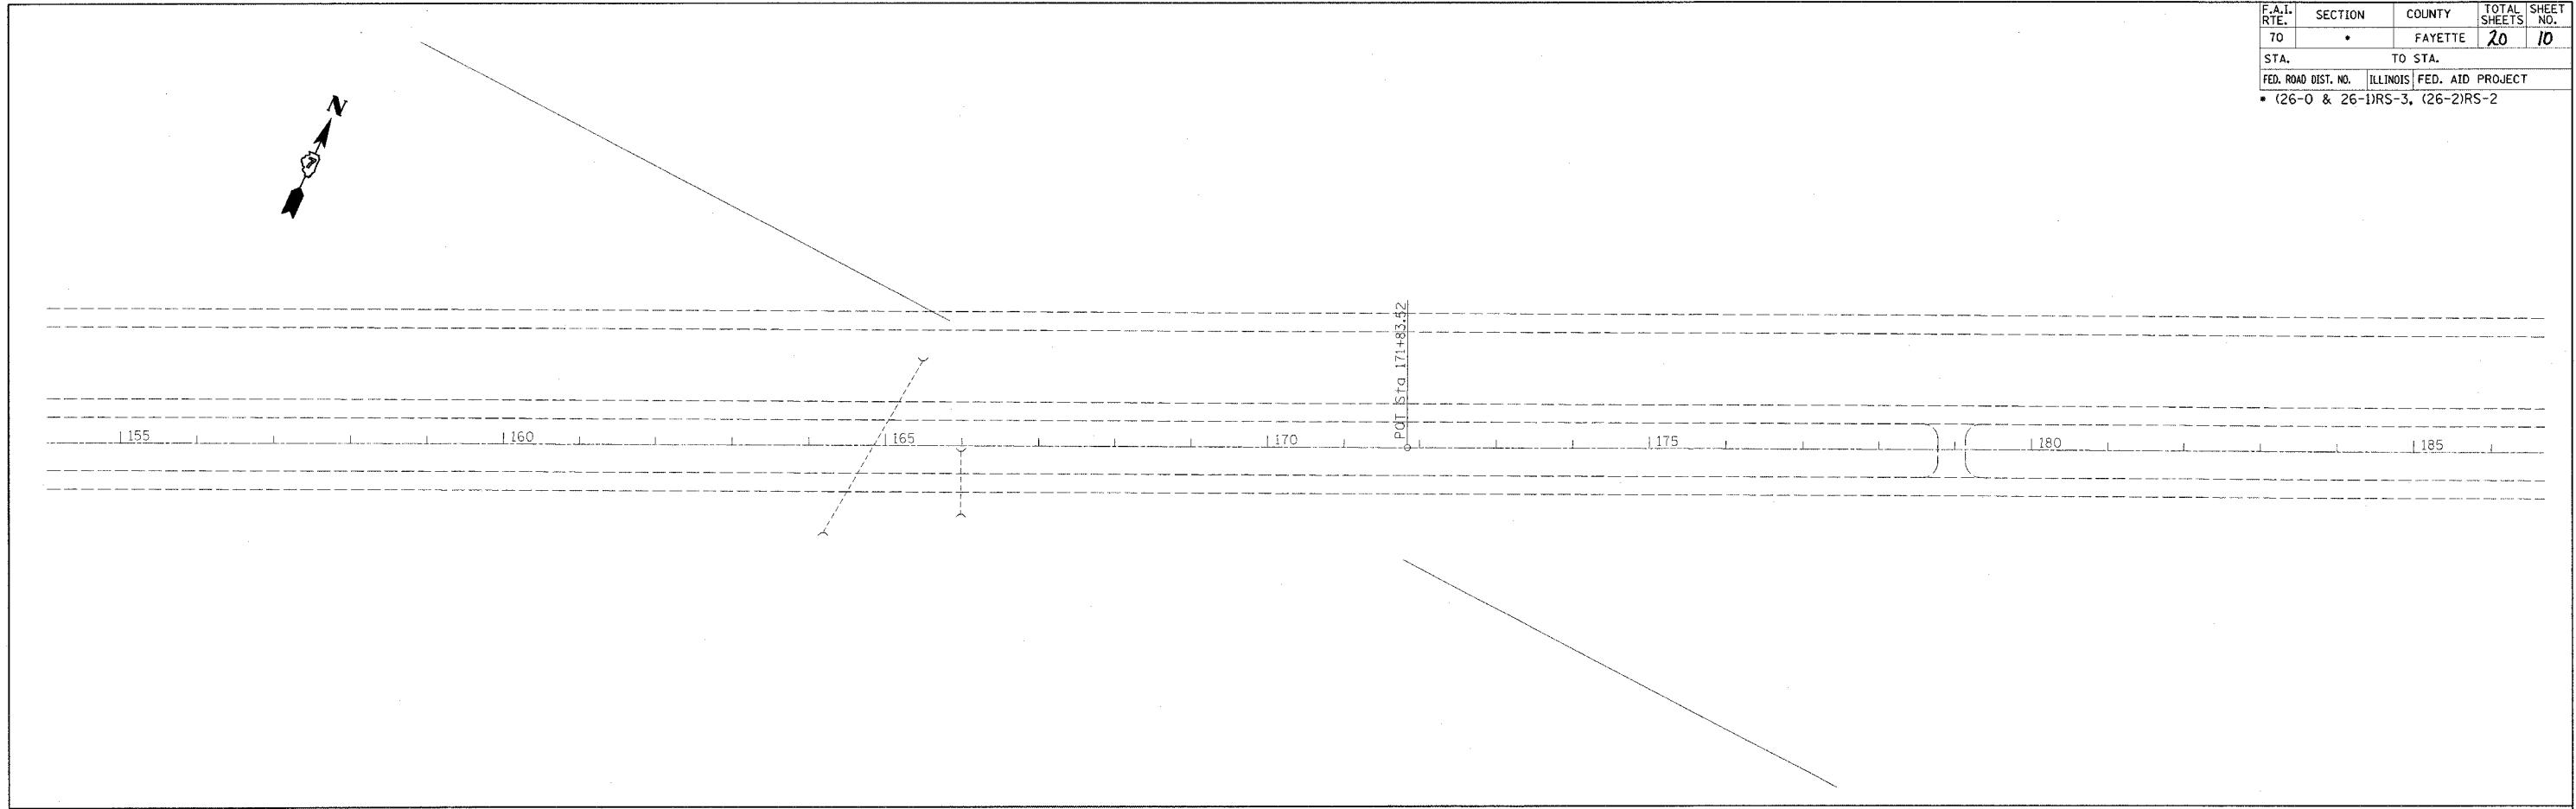 F.A.I. RTE. SECTION COUNTY TOTAL SHEETS SHEET NO.
70 * FAYETTE 20 10
STA. TO STA.
FED. ROAD DIST. NO. ILLINOIS FED. AID PROJECT
* (26-0 & 26-1)RS-3, (26-2)RS-2
N
7
POT Sta 171+83.52
155 160 165 170 175 180 185